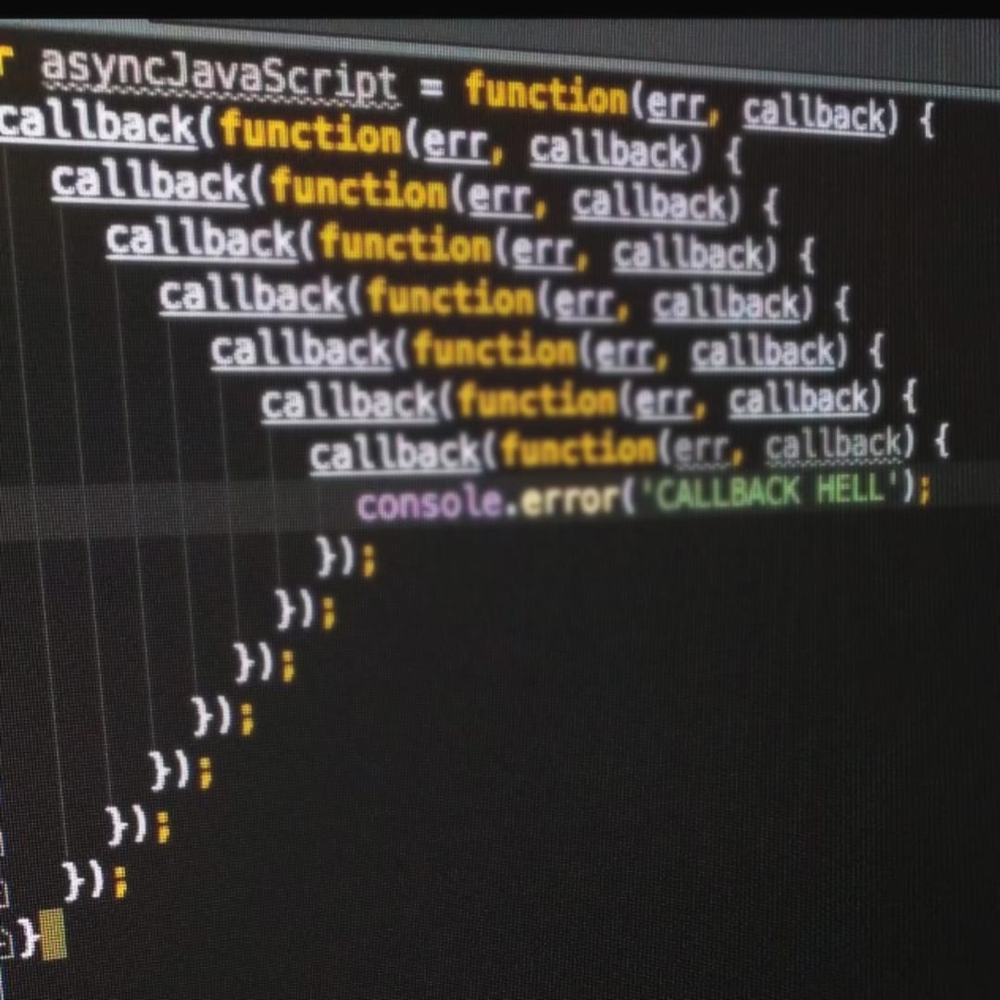 r asyncJavaScript = function(err, callback) {
callback(function(err, callback) {
callback(function(err, callback) {
callback(function(err, callback) {
callback(function(err, callback) {
callback(function(err, callback) {
callback(function(err, callback) {
callback(function(err, callback) {
console.error('CALLBACK HELL');
});
});
});
});
});
});
});
}